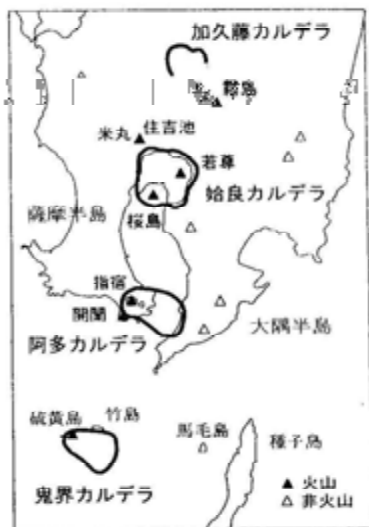 加久藤カルデラ
霧島
米丸
住吉池
若尊
姶良カルデラ
薩摩半島
桜島
指宿
開聞
大隅半島
阿多カルデラ
硫黄島
竹島
馬毛島
種子島
鬼界カルデラ
▲ 火山
△ 非火山